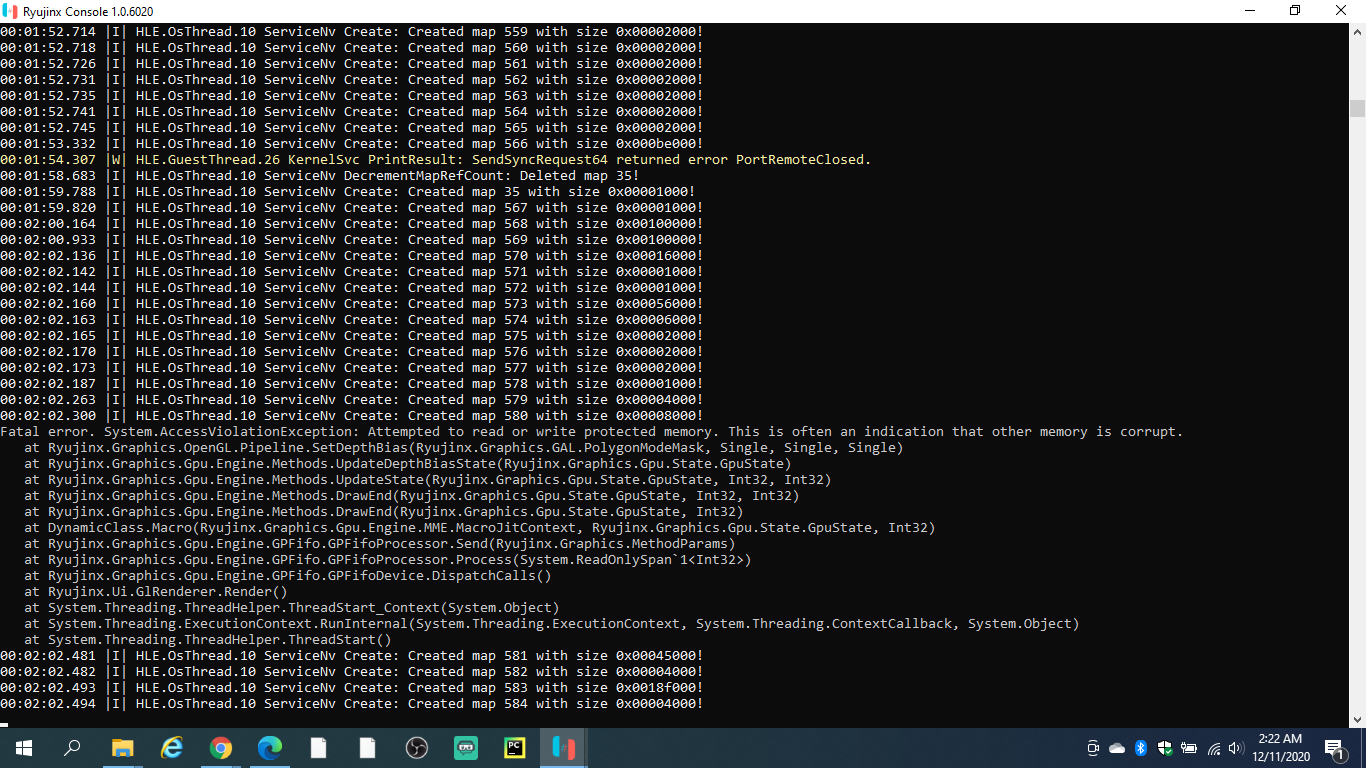 Ryujinx Console 1.0.6020
00:01:52.714 |I| HLE.OsThread.10 ServiceNv Create: Created map 559 with size 0x00002000!
00:01:52.718 |I| HLE.OsThread.10 ServiceNv Create: Created map 560 with size 0x00002000!
00:01:52.726 |I| HLE.OsThread.10 ServiceNv Create: Created map 561 with size 0x00002000!
00:01:52.731 |I| HLE.OsThread.10 ServiceNv Create: Created map 562 with size 0x00002000!
00:01:52.735 |I| HLE.OsThread.10 ServiceNv Create: Created map 563 with size 0x00002000!
00:01:52.741 |I| HLE.OsThread.10 ServiceNv Create: Created map 564 with size 0x00002000!
00:01:52.745 |I| HLE.OsThread.10 ServiceNv Create: Created map 565 with size 0x00002000!
00:01:53.332 |I| HLE.OsThread.10 ServiceNv Create: Created map 566 with size 0x000be000!
00:01:54.307 |W| HLE.GuestThread.26 KernelSvc PrintResult: SendSyncRequest64 returned error PortRemoteClosed.
00:01:58.683 |I| HLE.OsThread.10 ServiceNv DecrementMapRefCount: Deleted map 35!
00:01:59.788 |I| HLE.OsThread.10 ServiceNv Create: Created map 35 with size 0x00001000!
00:01:59.820 |I| HLE.OsThread.10 ServiceNv Create: Created map 567 with size 0x00001000!
00:02:00.164 |I| HLE.OsThread.10 ServiceNv Create: Created map 568 with size 0x00100000!
00:02:00.933 |I| HLE.OsThread.10 ServiceNv Create: Created map 569 with size 0x00100000!
00:02:02.136 |I| HLE.OsThread.10 ServiceNv Create: Created map 570 with size 0x00016000!
00:02:02.142 |I| HLE.OsThread.10 ServiceNv Create: Created map 571 with size 0x00001000!
00:02:02.144 |I| HLE.OsThread.10 ServiceNv Create: Created map 572 with size 0x00001000!
00:02:02.160 |I| HLE.OsThread.10 ServiceNv Create: Created map 573 with size 0x00056000!
00:02:02.163 |I| HLE.OsThread.10 ServiceNv Create: Created map 574 with size 0x00006000!
00:02:02.165 |I| HLE.OsThread.10 ServiceNv Create: Created map 575 with size 0x00002000!
00:02:02.170 |I| HLE.OsThread.10 ServiceNv Create: Created map 576 with size 0x00002000!
00:02:02.173 |I| HLE.OsThread.10 ServiceNv Create: Created map 577 with size 0x00002000!
00:02:02.187 |I| HLE.OsThread.10 ServiceNv Create: Created map 578 with size 0x00001000!
00:02:02.263 |I| HLE.OsThread.10 ServiceNv Create: Created map 579 with size 0x00004000!
00:02:02.300 |I| HLE.OsThread.10 ServiceNv Create: Created map 580 with size 0x00008000!
Fatal error. System.AccessViolationException: Attempted to read or write protected memory. This is often an indication that other memory is corrupt.
at Ryujinx.Graphics.OpenGL.Pipeline.SetDepthBias(Ryujinx.Graphics.GAL.PolygonModeMask, Single, Single, Single)
at Ryujinx.Graphics.Gpu.Engine.Methods.UpdateDepthBiasState(Ryujinx.Graphics.Gpu.State.GpuState)
at Ryujinx.Graphics.Gpu.Engine.Methods.UpdateState(Ryujinx.Graphics.Gpu.State.GpuState, Int32, Int32)
at Ryujinx.Graphics.Gpu.Engine.Methods.DrawEnd(Ryujinx.Graphics.Gpu.State.GpuState, Int32, Int32)
at Ryujinx.Graphics.Gpu.Engine.Methods.DrawEnd(Ryujinx.Graphics.Gpu.State.GpuState, Int32)
at DynamicClass.Macro(Ryujinx.Graphics.Gpu.Engine.MME.MacroJitContext, Ryujinx.Graphics.Gpu.State.GpuState, Int32)
at Ryujinx.Graphics.Gpu.Engine.GPFifo.GPFifoProcessor.Send(Ryujinx.Graphics.MethodParams)
at Ryujinx.Graphics.Gpu.Engine.GPFifo.GPFifoProcessor.Process(System.ReadOnlySpan`1<Int32>)
at Ryujinx.Graphics.Gpu.Engine.GPFifo.GPFifoDevice.DispatchCalls()
at Ryujinx.Ui.GlRenderer.Render()
at System.Threading.ThreadHelper.ThreadStart_Context(System.Object)
at System.Threading.ExecutionContext.RunInternal(System.Threading.ExecutionContext, System.Threading.ContextCallback, System.Object)
at System.Threading.ThreadHelper.ThreadStart()
00:02:02.481 |I| HLE.OsThread.10 ServiceNv Create: Created map 581 with size 0x00045000!
00:02:02.482 |I| HLE.OsThread.10 ServiceNv Create: Created map 582 with size 0x00004000!
00:02:02.493 |I| HLE.OsThread.10 ServiceNv Create: Created map 583 with size 0x0018f000!
00:02:02.494 |I| HLE.OsThread.10 ServiceNv Create: Created map 584 with size 0x00004000!
PC
2:22 AM
12/11/2020
1